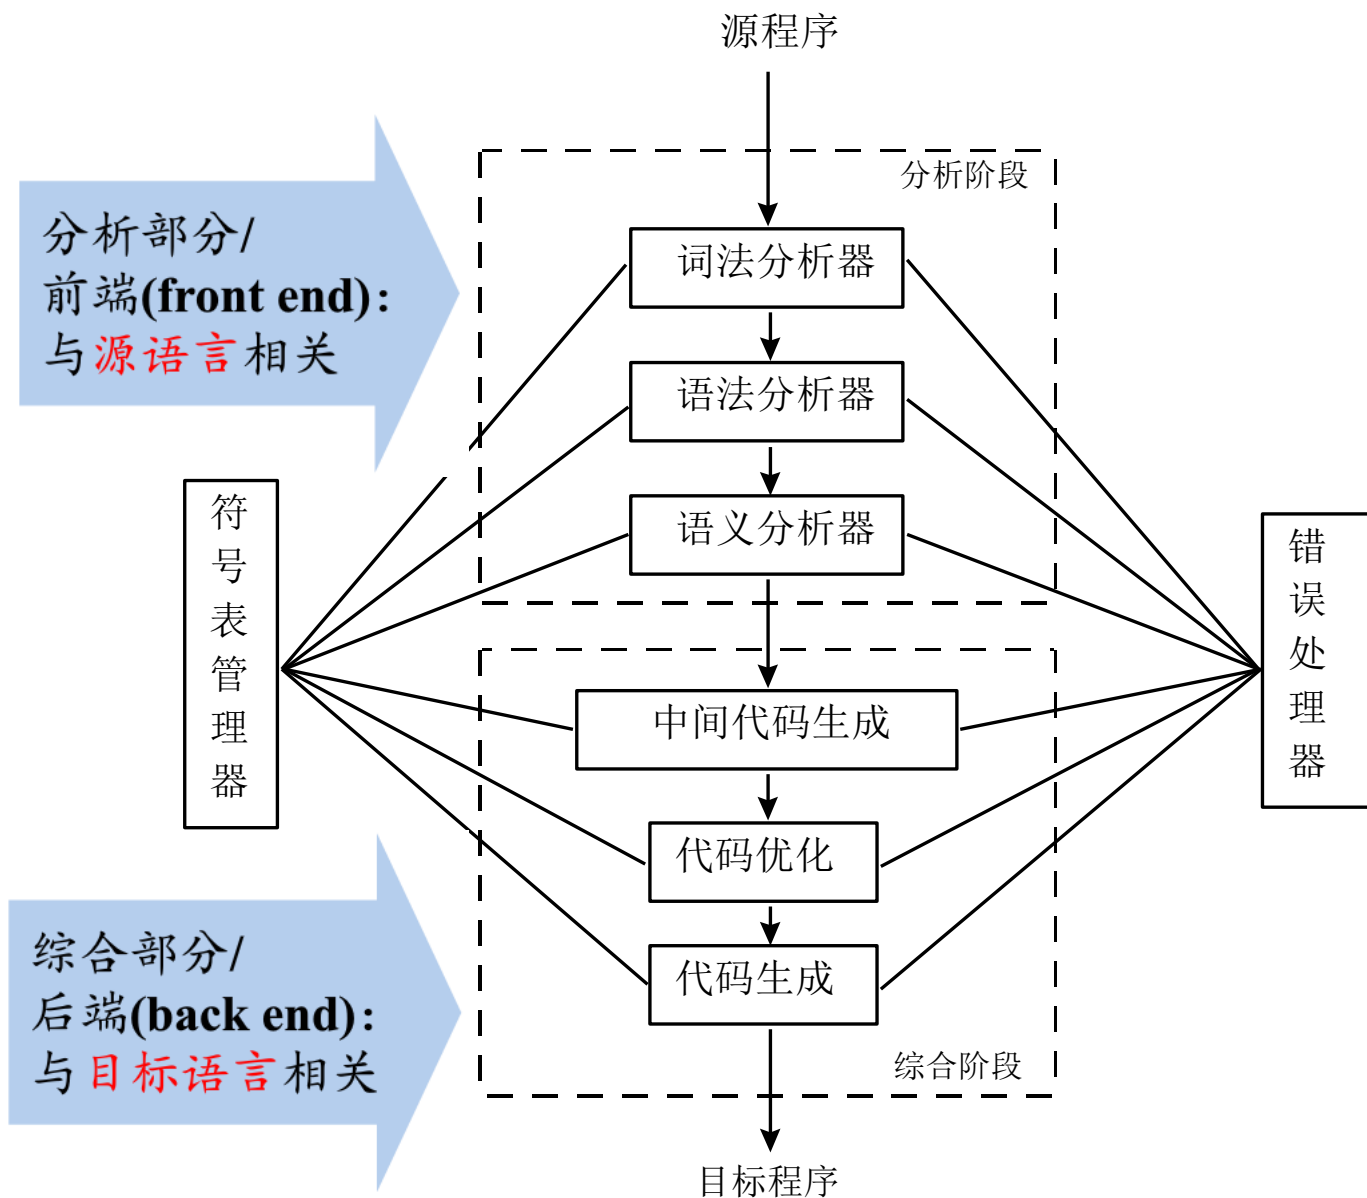 源程序
分析阶段
分析部分/
前端(front end):
与源语言相关
词法分析器
语法分析器
语义分析器
符号表管理器
错误处理器
中间代码生成
代码优化
代码生成
综合部分/
后端(back end):
与目标语言相关
综合阶段
目标程序